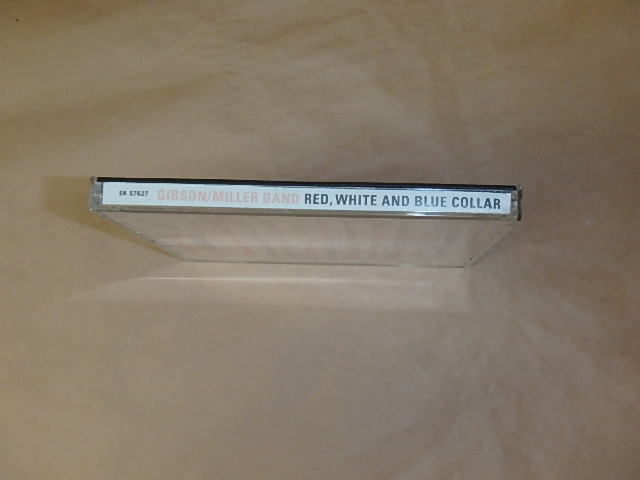 EK 57627 GIBSON/MILLER BAND RED, WHITE AND BLUE COLLAR